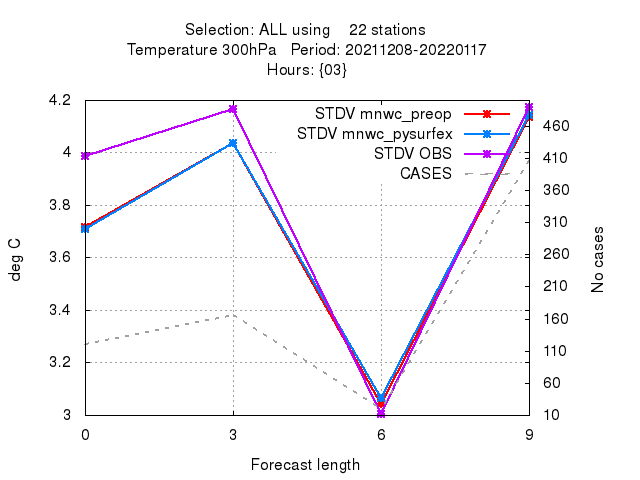 Selection: ALL using    22 stations
Temperature 300hPa   Period: 20211208-20220117
Hours: {03}
STDV mnwc_preop
STDV mnwc_pysurfex
STDV OBS
CASES
4.2
4
3.8
3.6
3.4
3.2
3
deg C
460
410
360
310
260
210
160
110
60
10
No cases
0 3 6 9
Forecast length